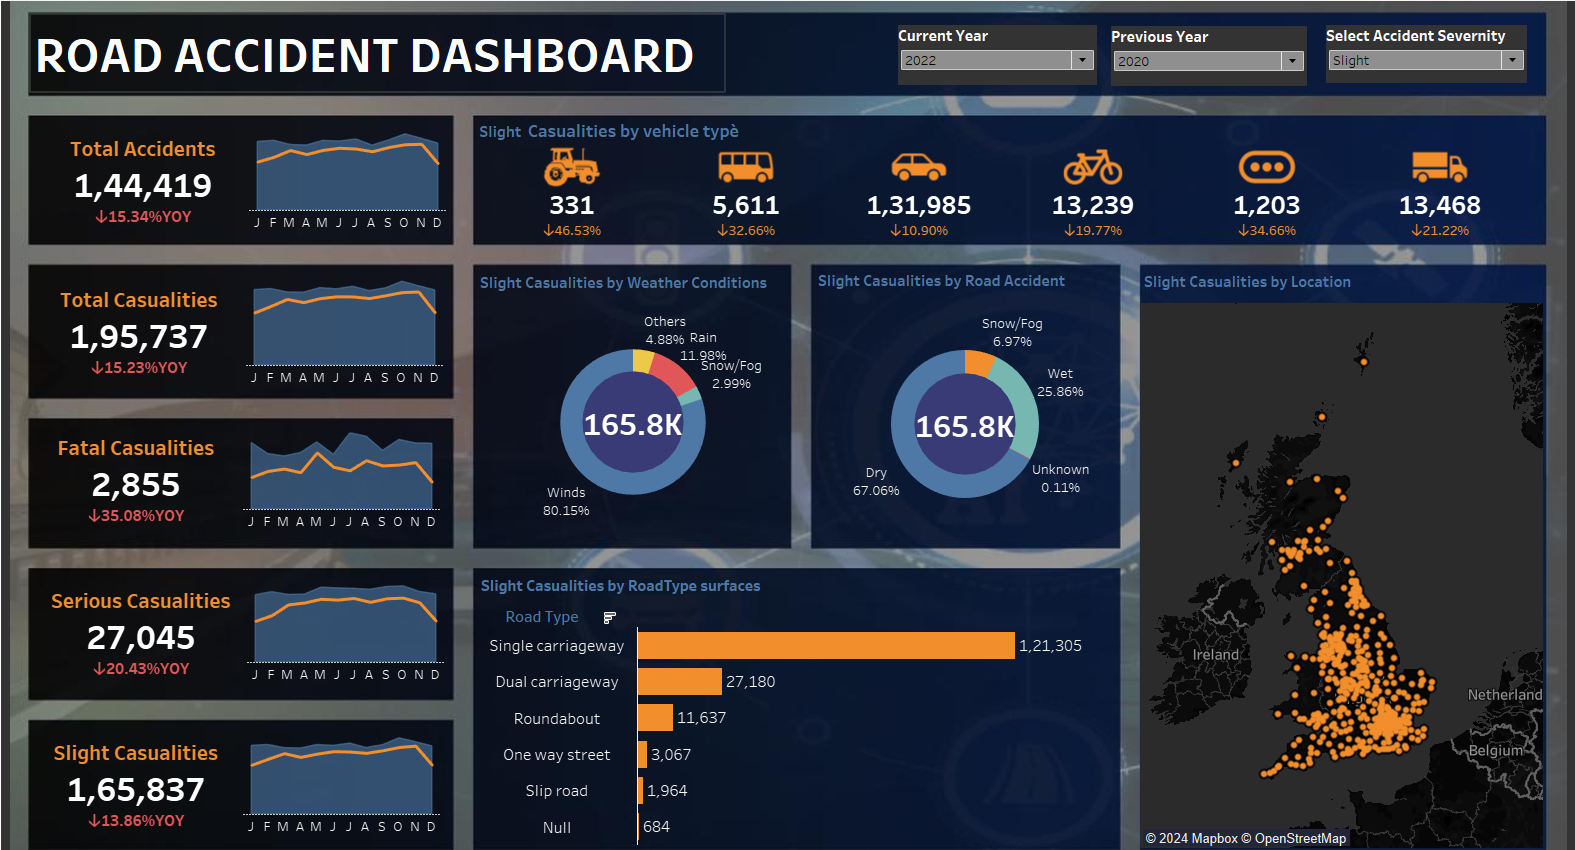 ROAD ACCIDENT DASHBOARD
Current Year
2022
Previous Year
2020
Select Accident Severnity
Slight
Total Accidents
1,44,419
↓15.34%YOY
J F M A M J J A S O N D
Slight Casualities by vehicle typè
331
↓46.53%
5,611
↓32.66%
1,31,985
↓10.90%
13,239
↓19.77%
1,203
↓34.66%
13,468
↓21.22%
Total Casualities
1,95,737
↓15.23%YOY
J F M A M J J A S O N D
Fatal Casualities
2,855
↓35.08%YOY
J F M A M J J A S O N D
Serious Casualities
27,045
↓20.43%YOY
J F M A M J J A S O N D
Slight Casualities
1,65,837
↓13.86%YOY
J F M A M J J A S O N D
Slight Casualities by Weather Conditions
Others
4.88%
Rain
11.98%
Snow/Fog
2.99%
165.8K
Winds
80.15%
Slight Casualities by Road Accident
Snow/Fog
6.97%
Wet
25.86%
165.8K
Dry
67.06%
Unknown
0.11%
Slight Casualities by RoadType surfaces
Road Type
Single carriageway 1,21,305
Dual carriageway 27,180
Roundabout 11,637
One way street 3,067
Slip road 1,964
Null 684
Slight Casualities by Location
Ireland
Netherland
Belgium
© 2024 Mapbox © OpenStreetMap